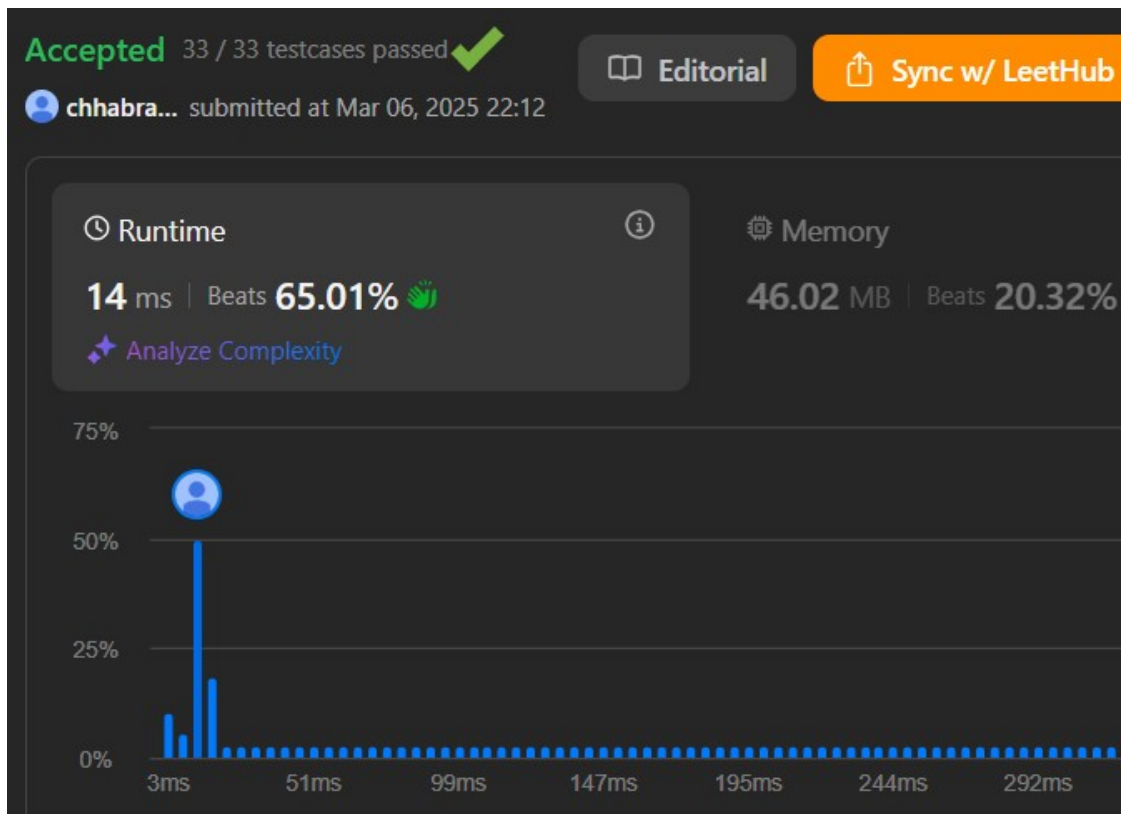 Accepted 33 / 33 testcases passed
Editorial
Sync w/ LeetHub
chhabra... submitted at Mar 06, 2025 22:12
Runtime
14 ms | Beats 65.01%
Analyze Complexity
Memory
46.02 MB | Beats 20.32%
75%
50%
25%
0%
3ms 51ms 99ms 147ms 195ms 244ms 292ms